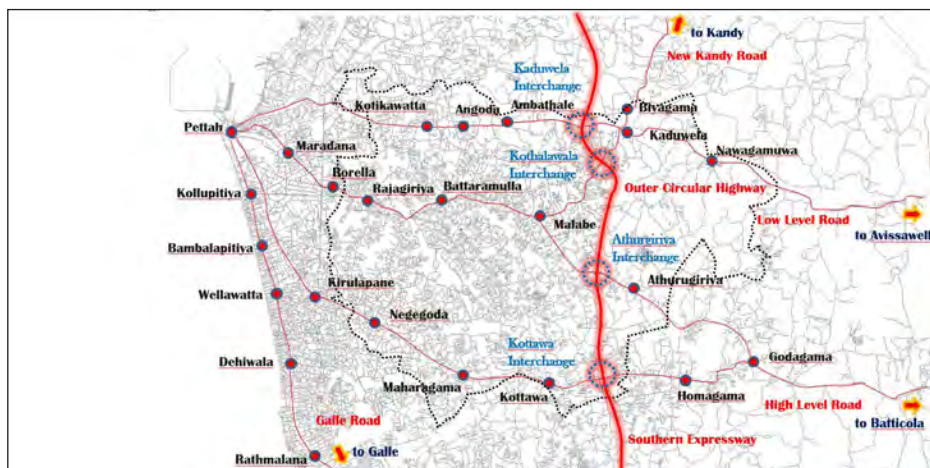 to Kandy
New Kandy Road
Kaduwela
Interchange
Kotikawatta
Angoda
Ambathale
Biyagama
Pettah
Maradana
Kaduwela
Nawagamuwa
Kothalawala
Interchange
Borella
Kollupitiya
Rajagiriya
Battaramulla
Outer Circular Highway
Malabe
Low Level Road
to Avissawell
Bambalapitiya
Athurgiriya
Interchange
Kirulapane
Athurugiriya
Wellawatta
Negegoda
Kottawa
Interchange
Dehiwala
Godagama
Maharagama
Kottawa
Homagama
High Level Road
Galle Road
to Batticola
Southern Expressway
to Galle
Rathmalana